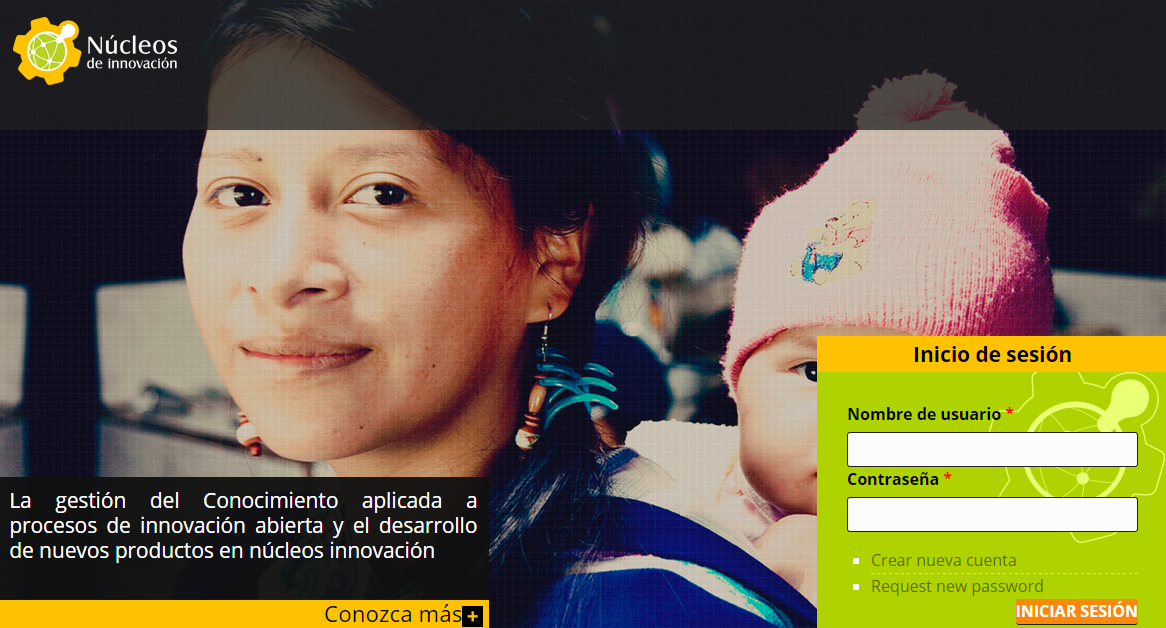 Núcleos
de innovación
Inicio de sesión
Nombre de usuario *
Contraseña *
Crear nueva cuenta
Request new password
INICIAR SESIÓN
La gestión del Conocimiento aplicada a
procesos de innovación abierta y el desarrollo
de nuevos productos en núcleos innovación
Conozca más+